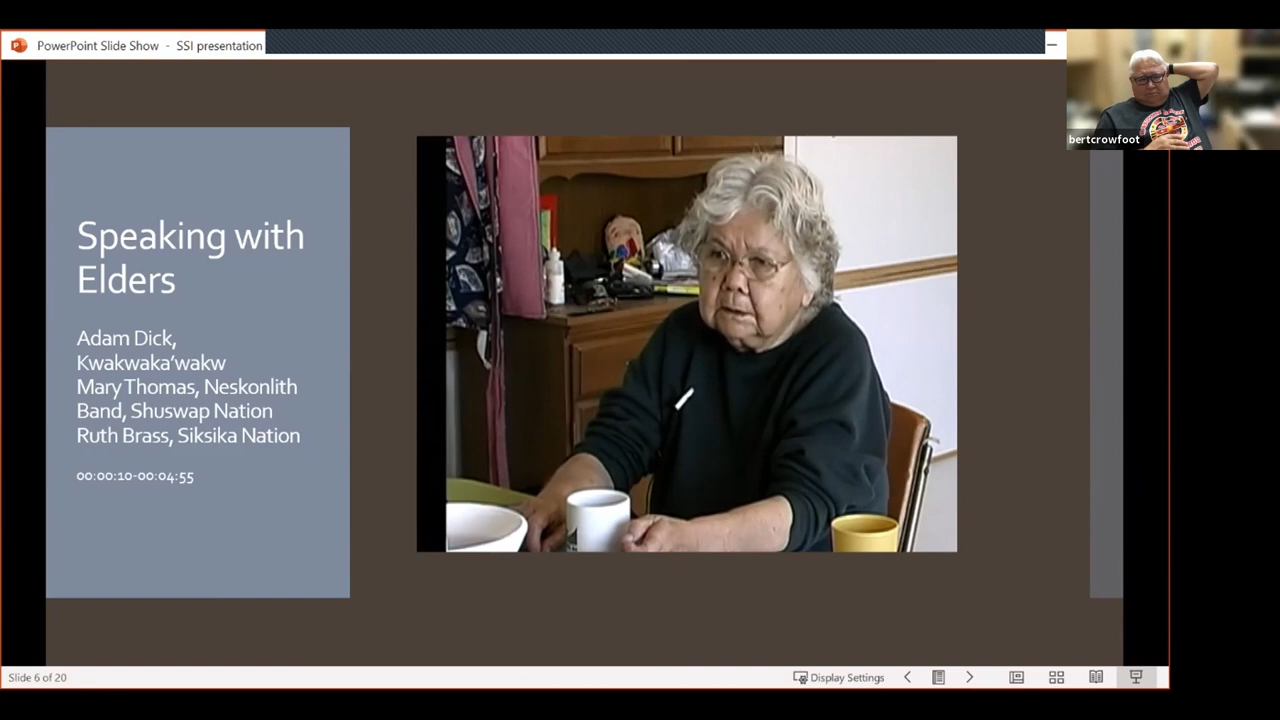 PowerPoint Slide Show - SSI presentation
bertcrowfoot
Speaking with
Elders
Adam Dick,
Kwakwaka‘wakw
Mary Thomas, Neskonlith
Band, Shuswap Nation
Ruth Brass, Siksika Nation
00:00:10-00:04:55
Slide 6 of 20
Display Settings